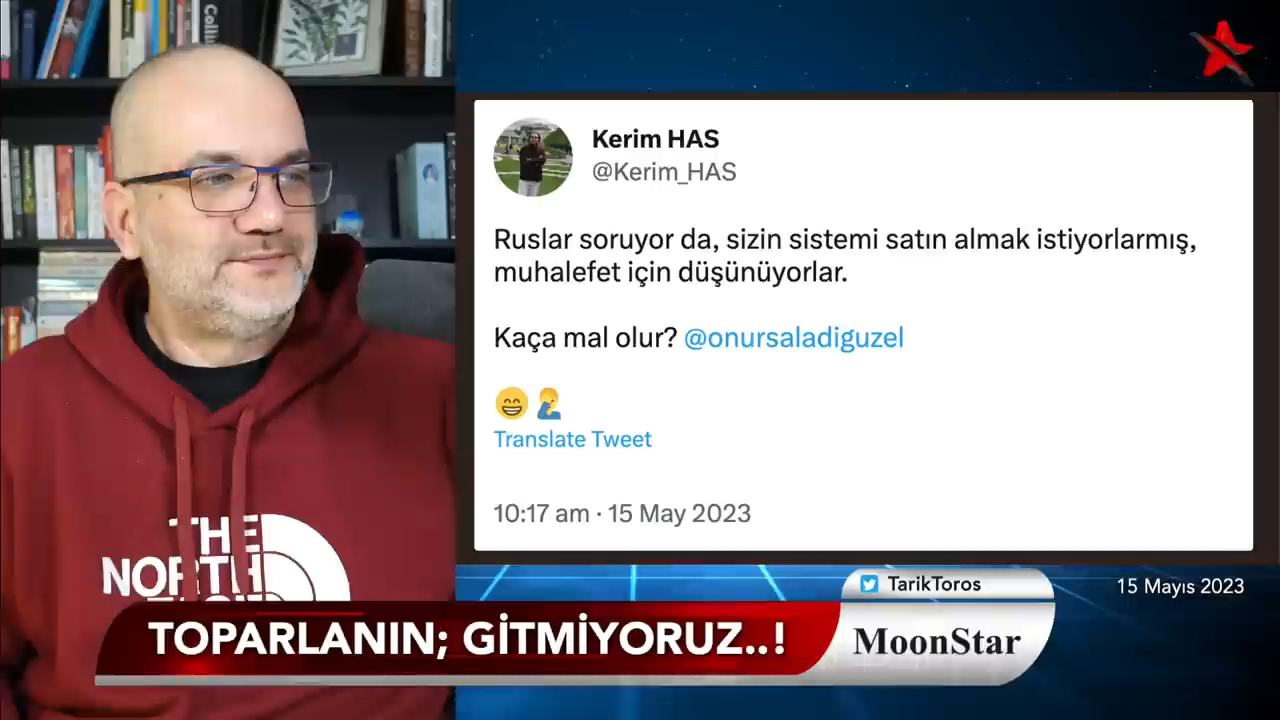 Kerim HAS
@Kerim_HAS
Ruslar soruyor da, sizin sistemi satın almak istiyorlarmış,
muhalefet için düşünüyorlar.
Kaça mal olur? @onursaladiguzel
Translate Tweet
10:17 am · 15 May 2023
THE
NORTH
TarikToros
15 Mayıs 2023
TOPARLANIN; GİTMİYORUZ..!
MoonStar